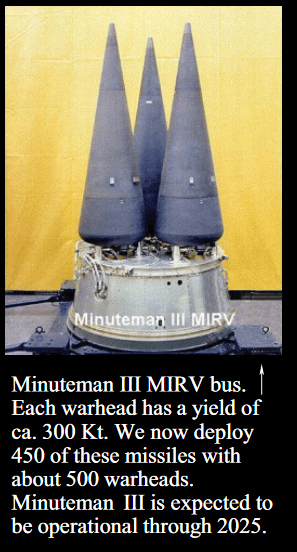 Minuteman III MIRV
Minuteman III MIRV bus.
Each warhead has a yield of
ca. 300 Kt. We now deploy
450 of these missiles with
about 500 warheads.
Minuteman III is expected to
be operational through 2025.